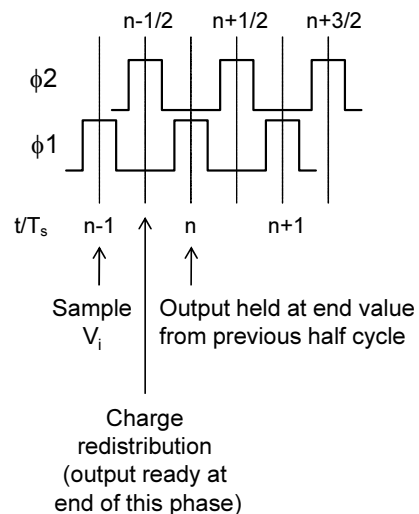 n-1/2 n+1/2 n+3/2
ϕ2
ϕ1
t/Ts n-1 n n+1
Sample
Vi
Output held at end value
from previous half cycle
Charge
redistribution
(output ready at
end of this phase)